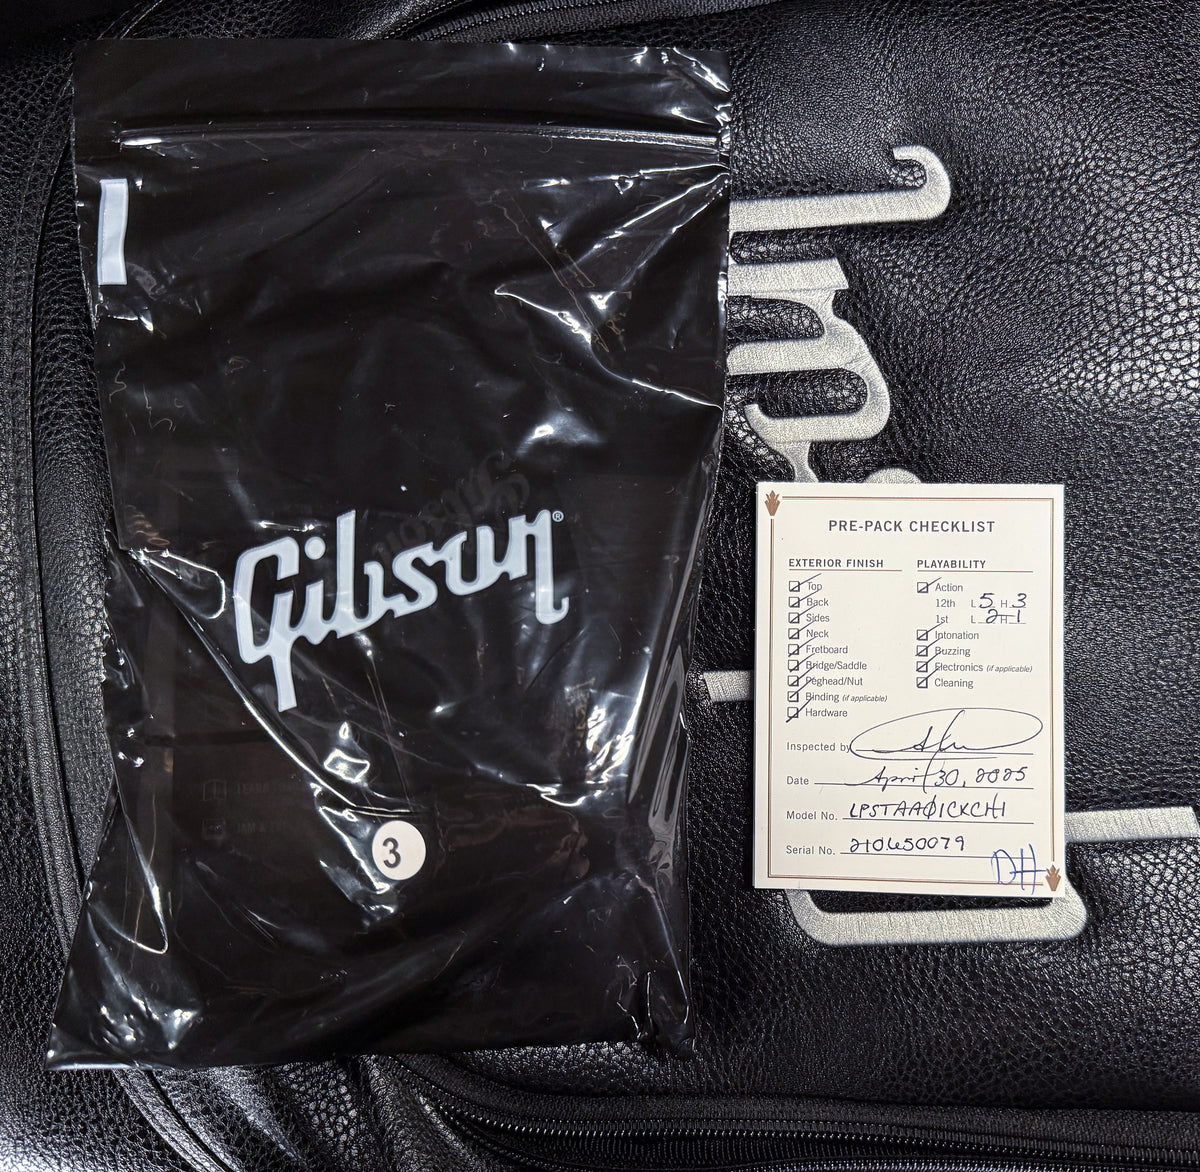 Gibson®
3
PRE-PACK CHECKLIST
EXTERIOR FINISH
Top
Back
Sides
Neck
Fretboard
Bridge/Saddle
Peghead/Nut
Binding (if applicable)
Hardware
PLAYABILITY
Action
12th L 5 H 3
1st L 2 H 1
Intonation
Buzzing
Electronics (if applicable)
Cleaning
Inspected by
Date April 30, 2025
Model No. LPSTAAØ1CKCH1
Serial No. 210650079
DH